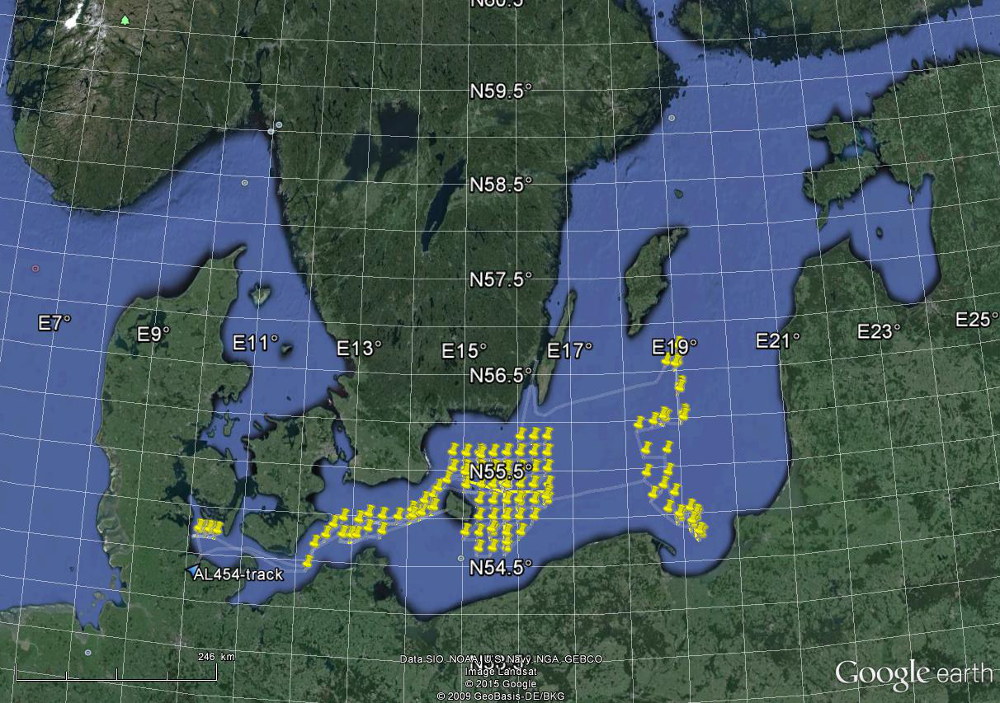 N60.5°
N59.5°
N58.5°
N57.5°
E7°
E9°
E11°
E13°
E15°
E17°
E19°
E21°
E23°
E25°
N56.5°
N55.5°
N54.5°
AL454-track
246 km
N53.5°
Data SIO, NOAA, U.S. Navy, NGA, GEBCO
Image Landsat
© 2015 Google
© 2009 GeoBasis-DE/BKG
Google earth